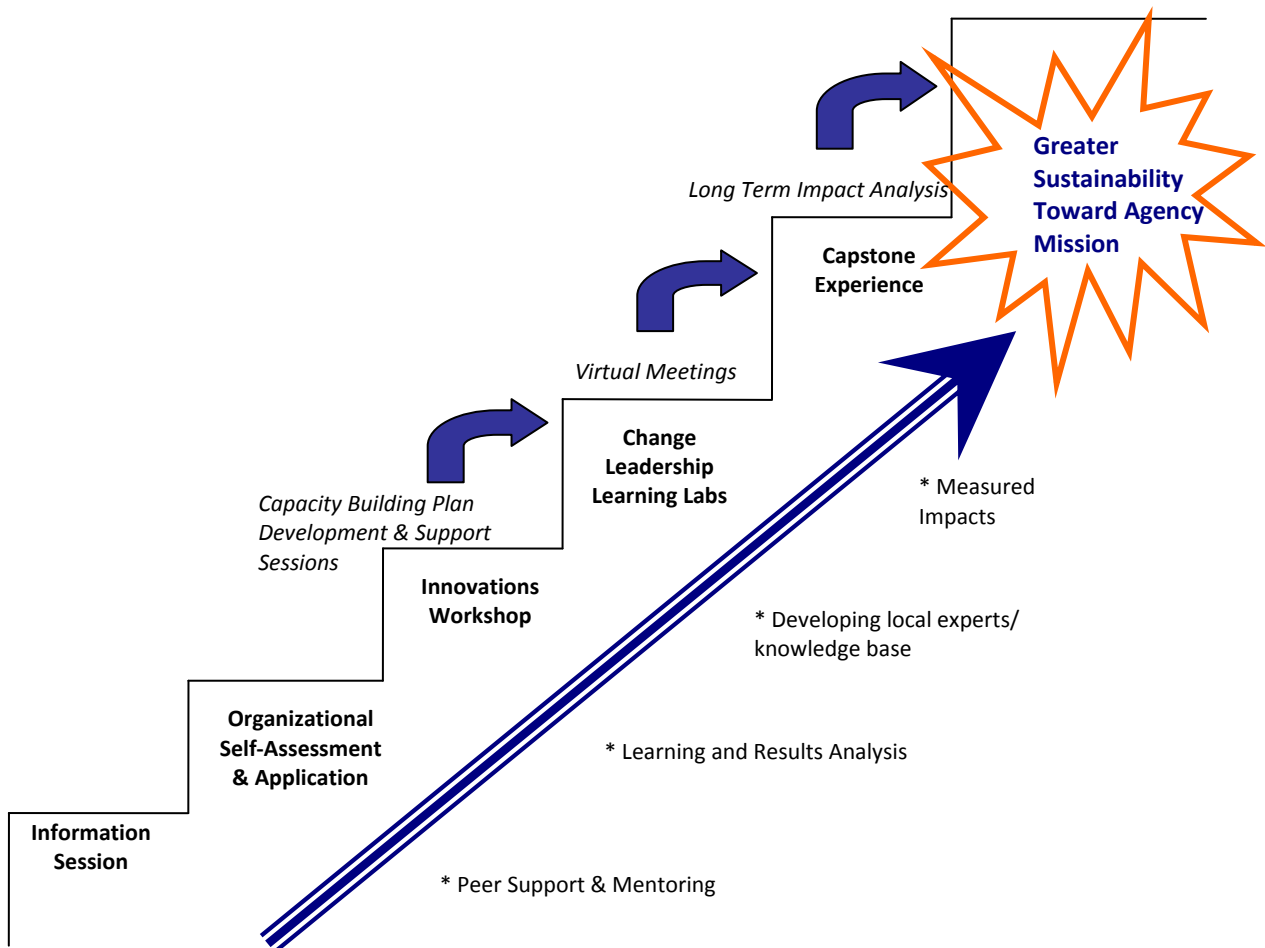 Greater
Sustainability
Toward Agency
Mission
Long Term Impact Analysis
Capstone
Experience
Virtual Meetings
Change
Leadership
Learning Labs
* Measured
Impacts
Capacity Building Plan
Development & Support
Sessions
Innovations
Workshop
* Developing local experts/
knowledge base
Organizational
Self-Assessment
& Application
* Learning and Results Analysis
Information
Session
* Peer Support & Mentoring